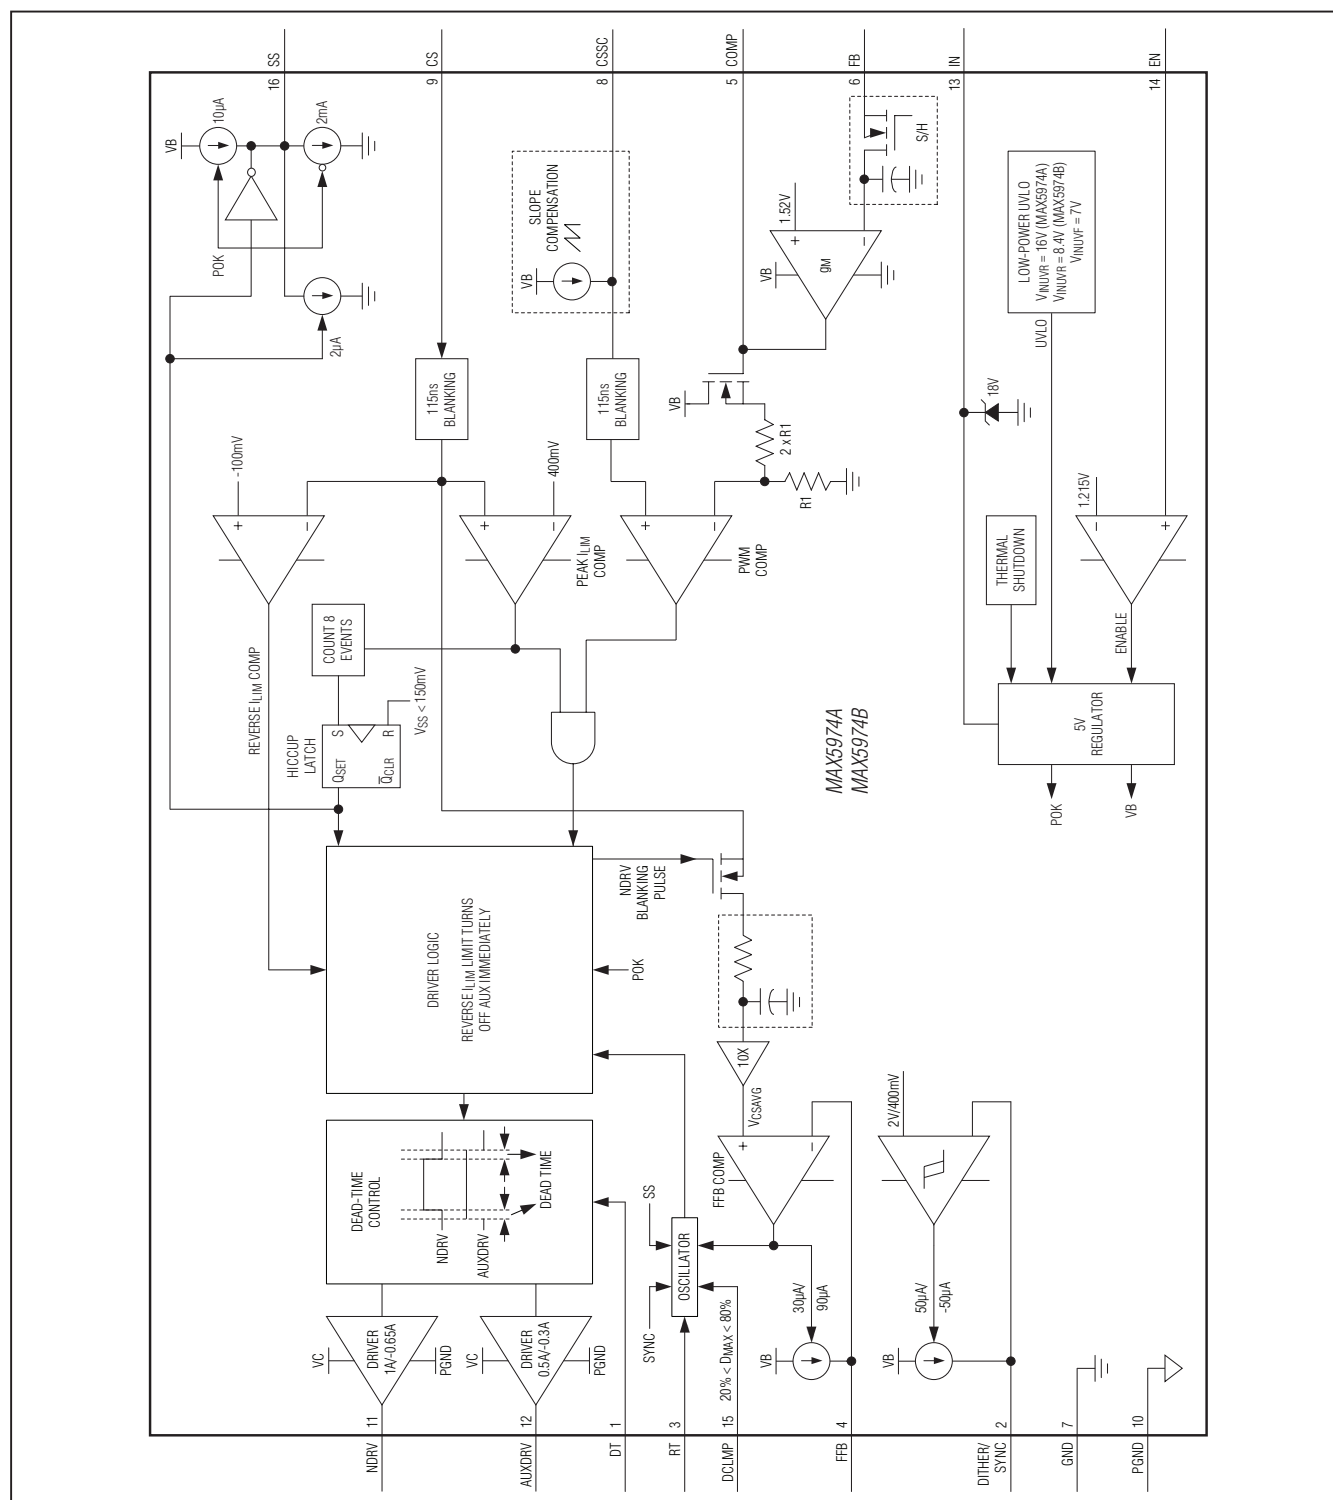 SS
16
CS
9
CSSC
8
COMP
5
FB
6
IN
13
EN
14
VB
10µA
2mA
POK
2µA
SLOPE
COMPENSATION
VB
115ns
BLANKING
115ns
BLANKING
1.52V
+
−
VB
gM
S/H
LOW-POWER UVLO
VINUVR = 16V (MAX5974A)
VINUVR = 8.4V (MAX5974B)
VINUVF = 7V
UVLO
VB
2 x R1
R1
18V
-100mV
+
−
REVERSE ILIM COMP
400mV
+
−
PEAK ILIM
COMP
+
−
PWM
COMP
1.215V
−
+
ENABLE
THERMAL
SHUTDOWN
5V
REGULATOR
POK
VB
COUNT 8
EVENTS
HICCUP
LATCH
S
R
QSET
QCLR
VSS < 150mV
MAX5974A
MAX5974B
DRIVER LOGIC
REVERSE ILIM LIMIT TURNS
OFF AUX IMMEDIATELY
POK
NDRV
BLANKING
PULSE
10X
VCSAVG
+
−
FFB COMP
2V/400mV
DEAD-TIME
CONTROL
NDRV
AUXDRV
DEAD TIME
SS
SYNC
OSCILLATOR
20% < DMAX < 80%
30µA/
90µA
VB
50µA/
-50µA
VB
VC
DRIVER
1A/-0.65A
PGND
VC
DRIVER
0.5A/-0.3A
PGND
11
NDRV
12
AUXDRV
1
DT
3
RT
15
DCLMP
4
FFB
2
DITHER/
SYNC
7
GND
10
PGND